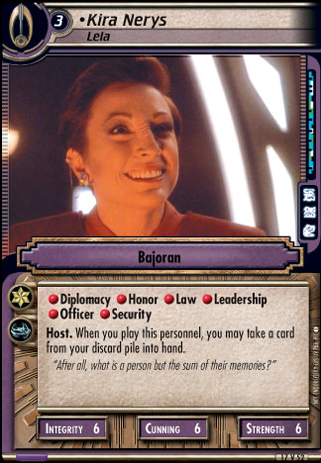 3 •Kira Nerys
Lela
Bajoran
Diplomacy Honor Law Leadership
Officer Security
Host. When you play this personnel, you may take a card
from your discard pile into hand.
"After all, what is a person but the sum of their memories?"
INTEGRITY 6 CUNNING 6 STRENGTH 6
17 V 52